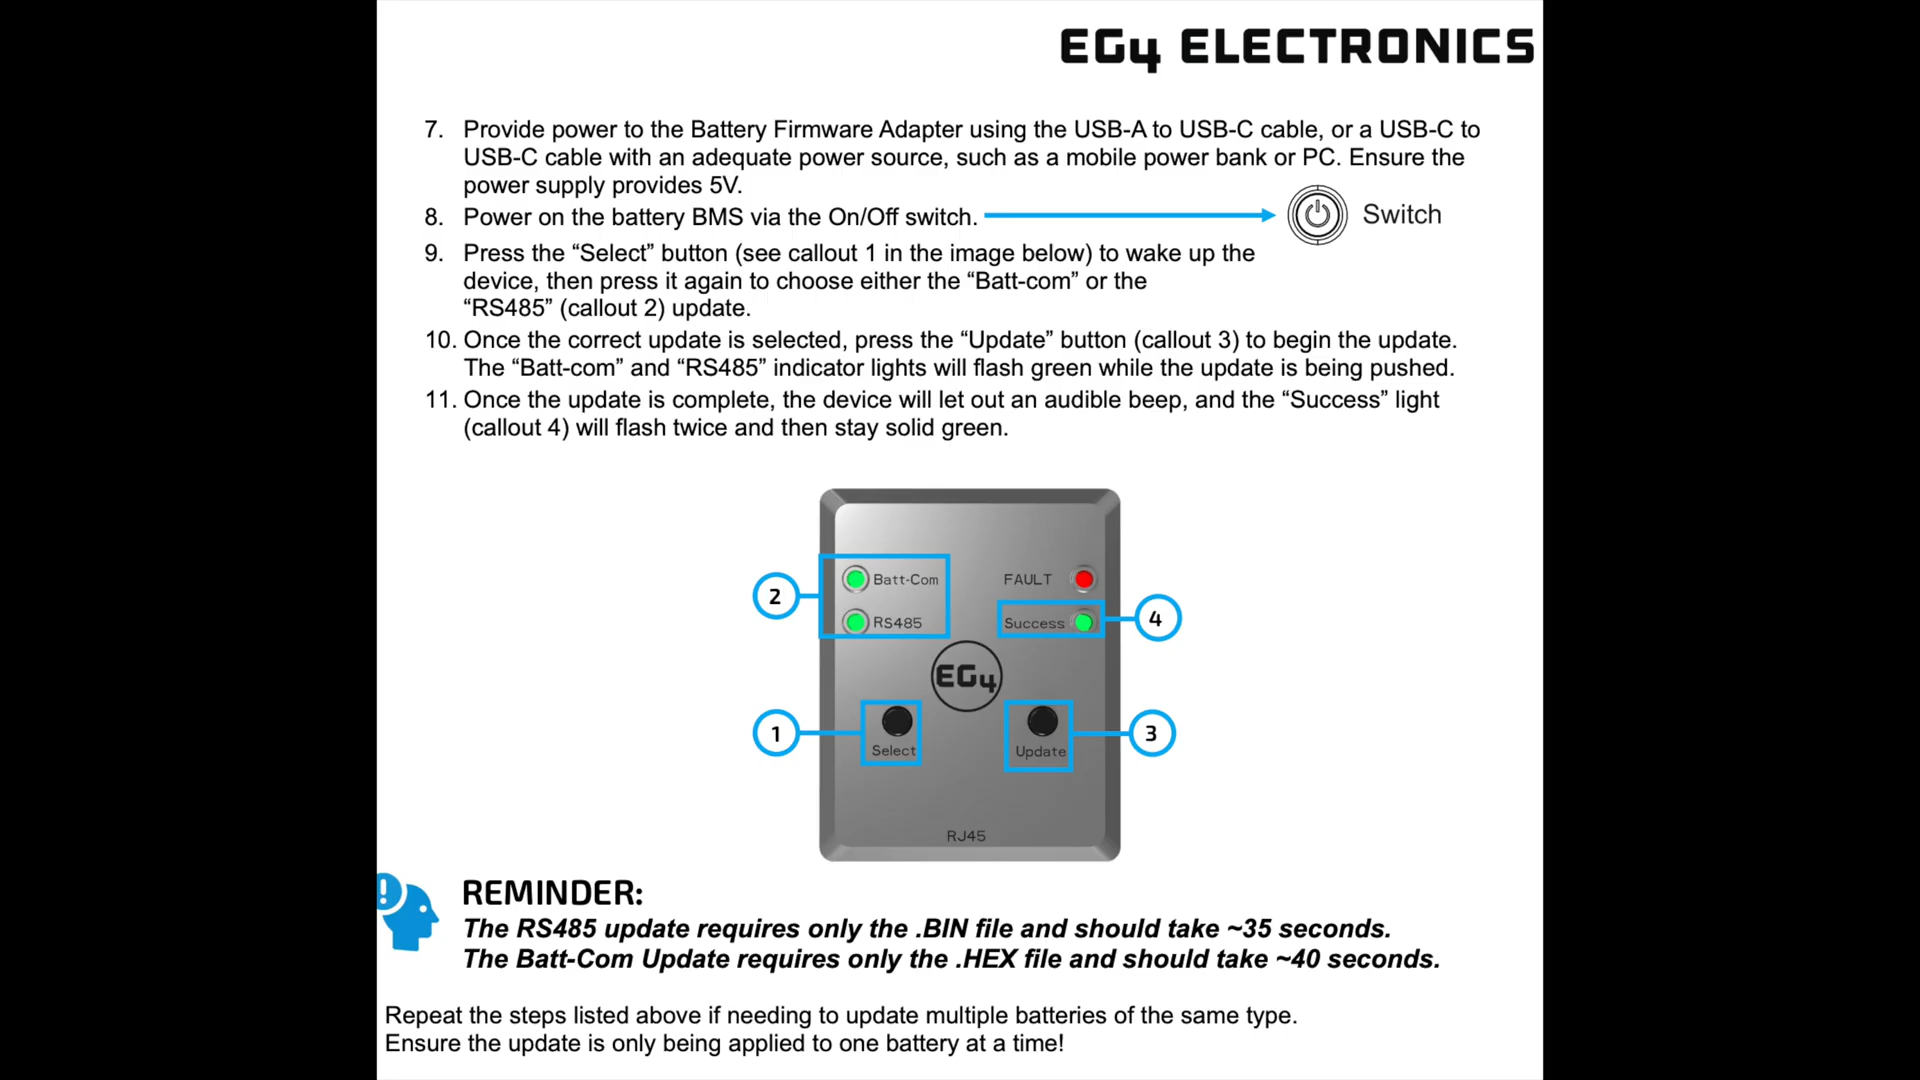 EG4 ELECTRONICS
7. Provide power to the Battery Firmware Adapter using the USB-A to USB-C cable, or a USB-C to
USB-C cable with an adequate power source, such as a mobile power bank or PC. Ensure the
power supply provides 5V.
8. Power on the battery BMS via the On/Off switch.
Switch
9. Press the “Select” button (see callout 1 in the image below) to wake up the
device, then press it again to choose either the “Batt-com” or the
“RS485” (callout 2) update.
10. Once the correct update is selected, press the “Update” button (callout 3) to begin the update.
The “Batt-com” and “RS485” indicator lights will flash green while the update is being pushed.
11. Once the update is complete, the device will let out an audible beep, and the “Success” light
(callout 4) will flash twice and then stay solid green.
Batt-Com
FAULT
2
RS485
Success
4
EG4
1
Select
Update
3
RJ45
REMINDER:
The RS485 update requires only the .BIN file and should take ~35 seconds.
The Batt-Com Update requires only the .HEX file and should take ~40 seconds.
Repeat the steps listed above if needing to update multiple batteries of the same type.
Ensure the update is only being applied to one battery at a time!